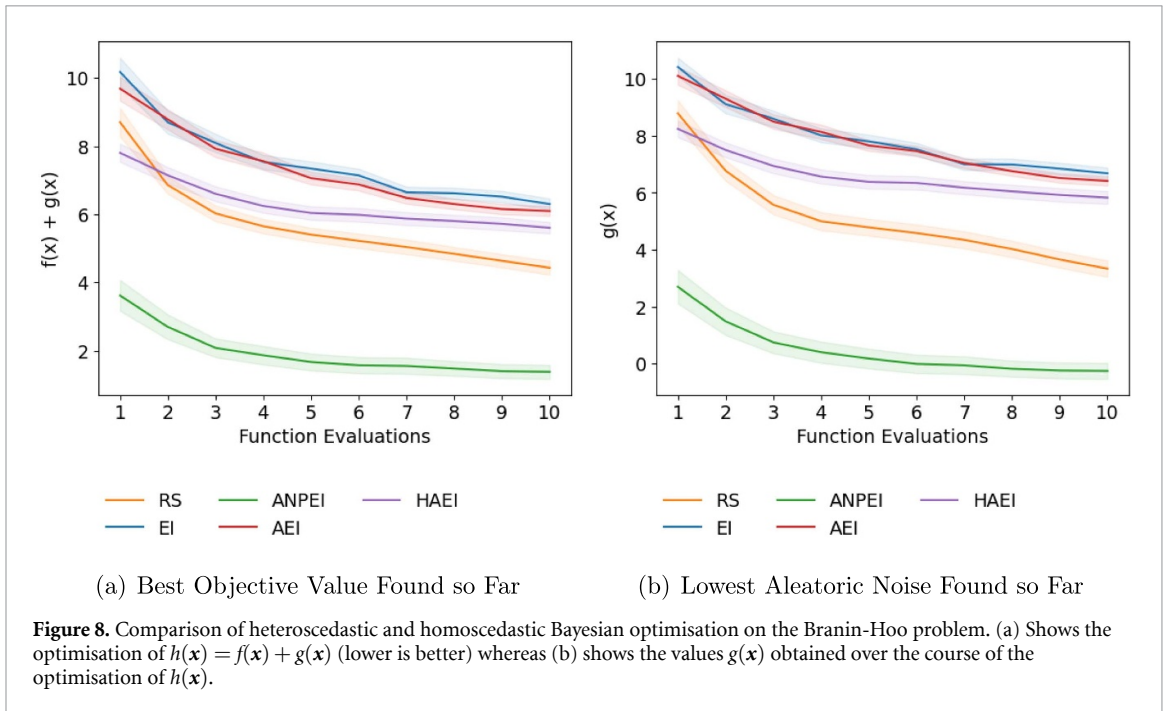 f(x) + g(x)
10
8
6
4
2
1 2 3 4 5 6 7 8 9 10
Function Evaluations
RS ANPEI HAEI
EI AEI
(a) Best Objective Value Found so Far
g(x)
10
8
6
4
2
0
1 2 3 4 5 6 7 8 9 10
Function Evaluations
RS ANPEI HAEI
EI AEI
(b) Lowest Aleatoric Noise Found so Far
Figure 8. Comparison of heteroscedastic and homoscedastic Bayesian optimisation on the Branin-Hoo problem. (a) Shows the
optimisation of h(x) = f(x) + g(x) (lower is better) whereas (b) shows the values g(x) obtained over the course of the
optimisation of h(x).